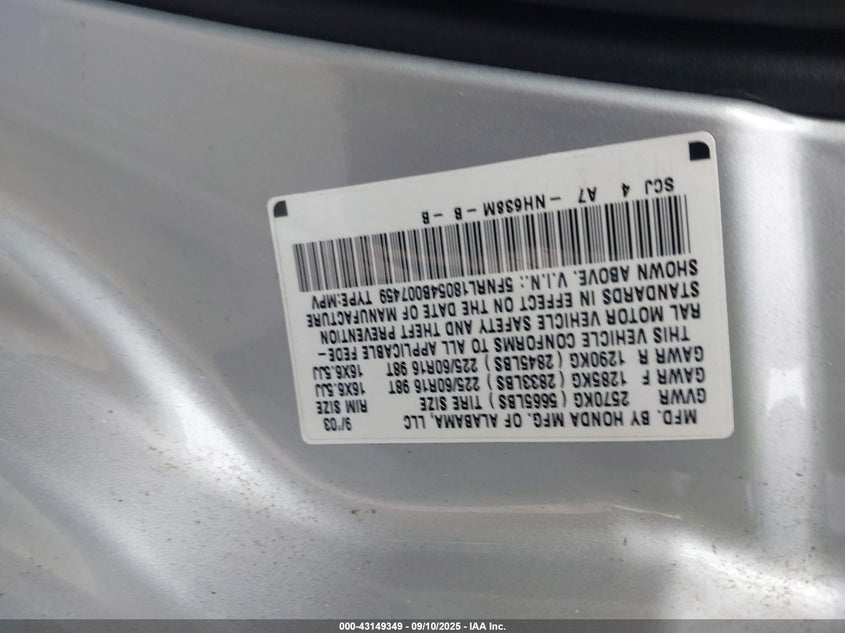 MFD. BY HONDA MFG. OF ALABAMA, LLC 9/'03
GVWR 2570KG ( 5665LBS ) TIRE SIZE RIM SIZE
GAWR F 1285KG ( 2833LBS ) 225/60R16 98T 16X6.5JJ
GAWR R 1290KG ( 2845LBS ) 225/60R16 98T 16X6.5JJ
THIS VEHICLE CONFORMS TO ALL APPLICABLE FEDE-
RAL MOTOR VEHICLE SAFETY AND THEFT PREVENTION
STANDARDS IN EFFECT ON THE DATE OF MANUFACTURE
SHOWN ABOVE. V.I.N.: 5FNRL18054B007459 TYPE:MPV
SCJ 4 A7 - NH638M - B - B
000-43149349 - 09/10/2025 - IAA Inc.